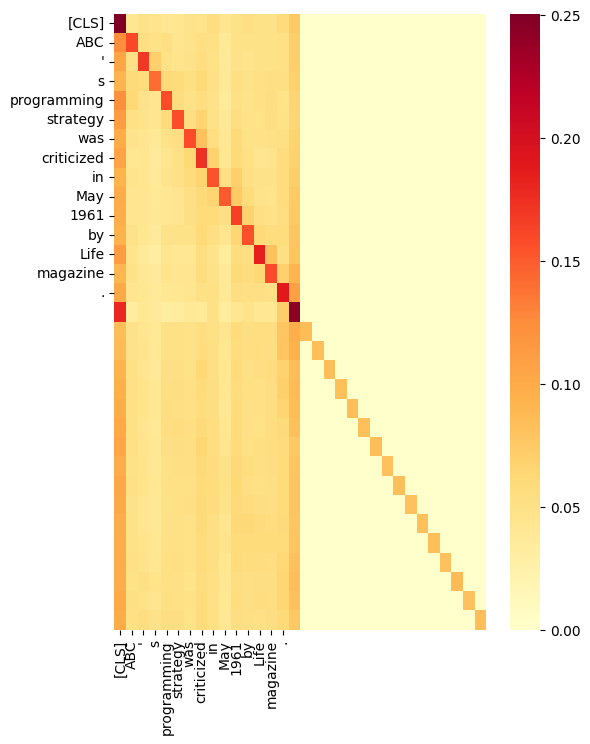 [CLS]
ABC
'
s
programming
strategy
was
criticized
in
May
1961
by
Life
magazine
.
0.25
0.20
0.15
0.10
0.05
0.00
[CLS]
ABC
'
s
programming
strategy
was
criticized
in
May
1961
by
Life
magazine
.